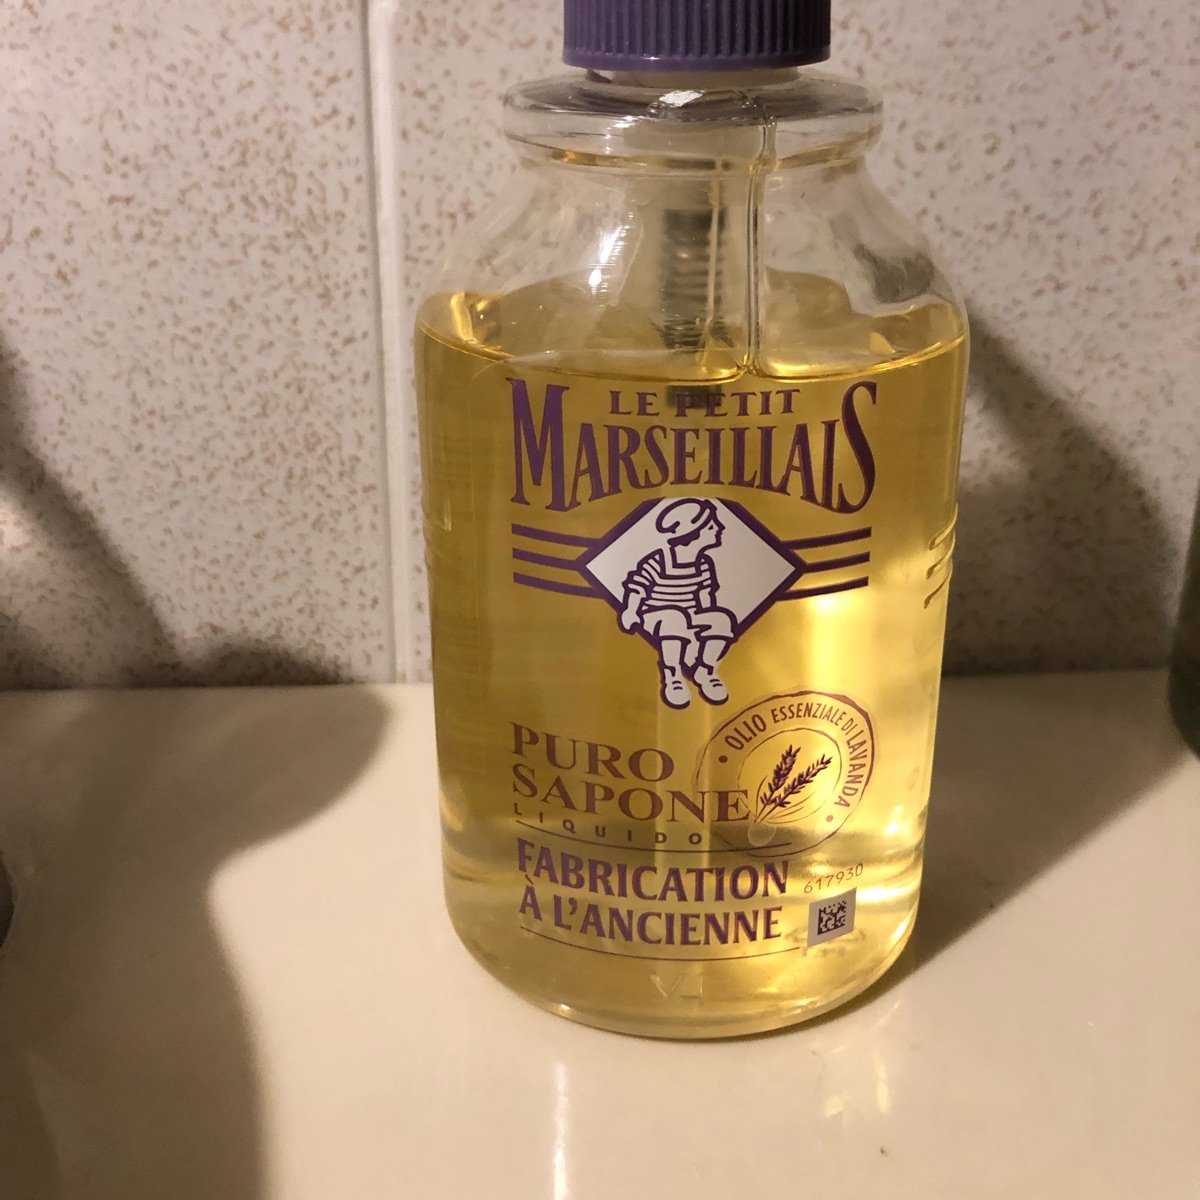 LE PETIT
MARSEILLAIS
OLIO ESSENZIALE DI LAVANDA
PURO
SAPONE
LIQUIDO
FABRICATION
À L'ANCIENNE
617930